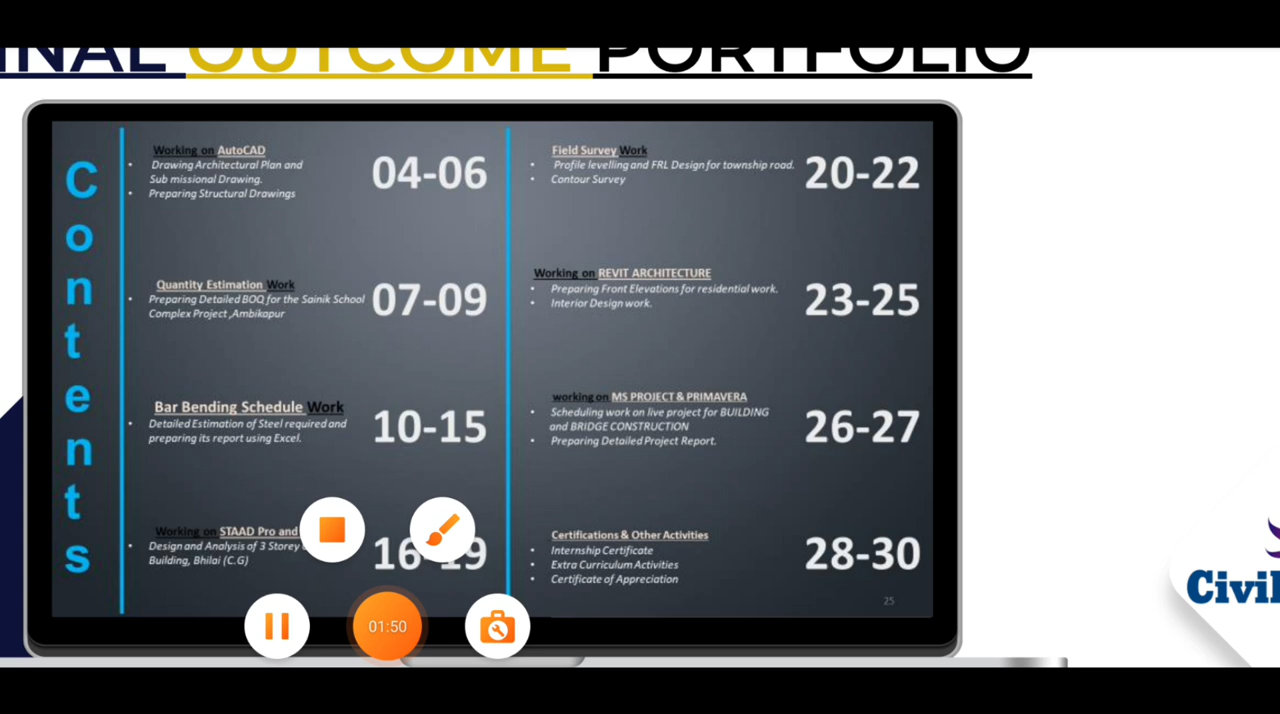 OUTCOME PORTFOLIO
Contents
Working on AutoCAD
• Drawing Architectural Plan and
Sub missional Drawing.
• Preparing Structural Drawings
04-06
Quantity Estimation Work
• Preparing Detailed BOQ for the Sainik School
Complex Project ,Ambikapur
07-09
Bar Bending Schedule Work
• Detailed Estimation of Steel required and
preparing its report using Excel.
10-15
Working on STAAD Pro and
• Design and Analysis of 3 Storey
Building, Bhilai (C.G)
16-19
Field Survey Work
• Profile levelling and FRL Design for township road.
• Contour Survey
20-22
Working on REVIT ARCHITECTURE
• Preparing Front Elevations for residential work.
• Interior Design work.
23-25
working on MS PROJECT & PRIMAVERA
• Scheduling work on live project for BUILDING
and BRIDGE CONSTRUCTION
• Preparing Detailed Project Report.
26-27
Certifications & Other Activities
• Internship Certificate
• Extra Curriculum Activities
• Certificate of Appreciation
28-30
25
01:50
Civil